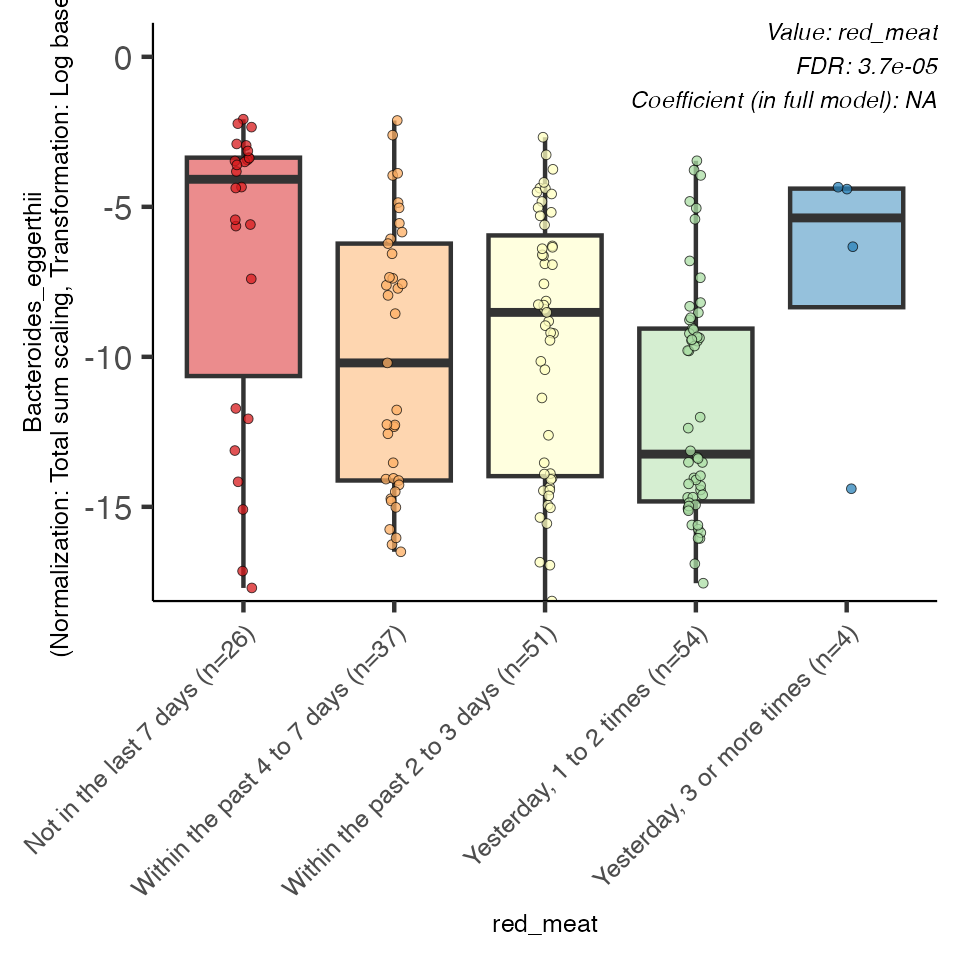 Value: red_meat
FDR: 3.7e-05
Coefficient (in full model): NA
Bacteroides_eggerthii
(Normalization: Total sum scaling, Transformation: Log base
0
-5
-10
-15
Not in the last 7 days (n=26)
Within the past 4 to 7 days (n=37)
Within the past 2 to 3 days (n=51)
Yesterday, 1 to 2 times (n=54)
Yesterday, 3 or more times (n=4)
red_meat